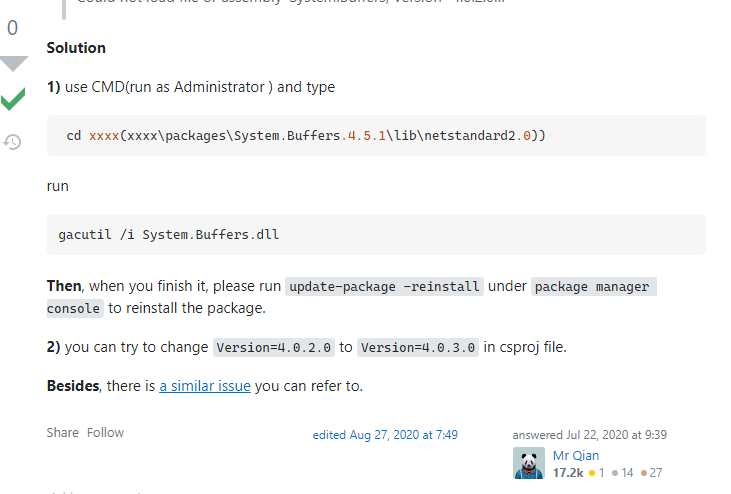 0
Solution
1) use CMD(run as Administrator ) and type
cd xxxx(xxxx\packages\System.Buffers.4.5.1\lib\netstandard2.0))
run
gacutil /i System.Buffers.dll
Then, when you finish it, please run update-package -reinstall under package manager
console to reinstall the package.
2) you can try to change Version=4.0.2.0 to Version=4.0.3.0 in csproj file.
Besides, there is a similar issue you can refer to.
Share Follow
edited Aug 27, 2020 at 7:49
answered Jul 22, 2020 at 9:39
Mr Qian
17.2k 1 14 27